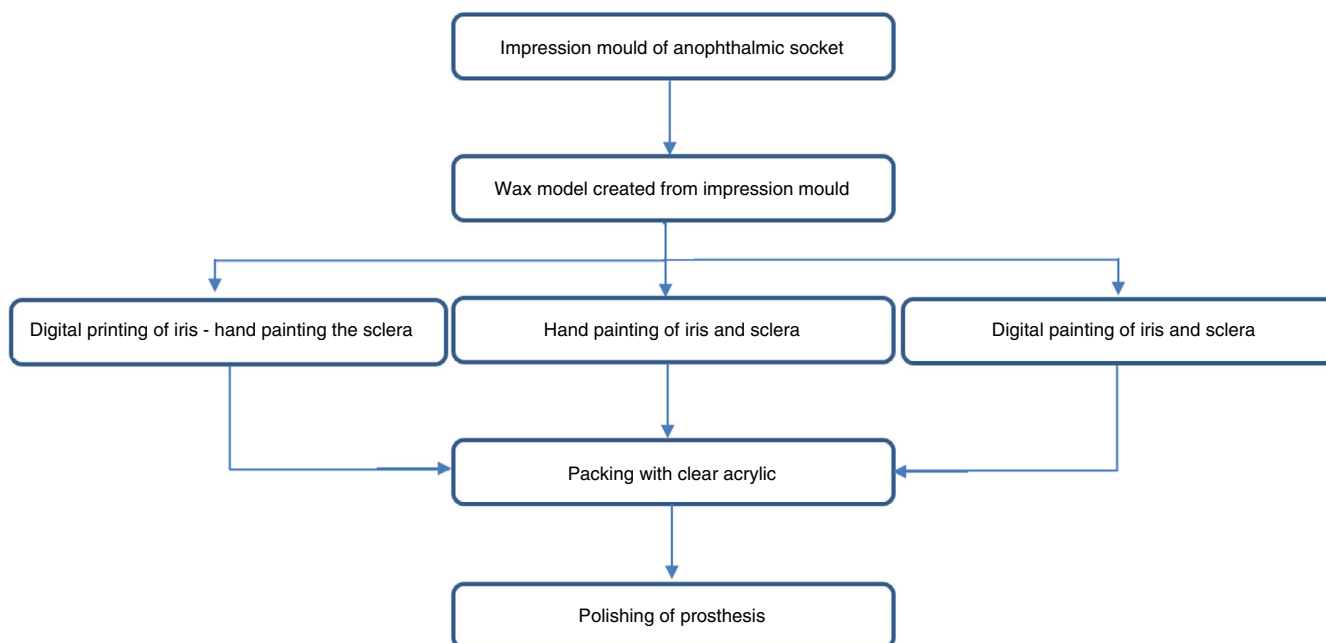 Impression mould of anophthalmic socket
Wax model created from impression mould
Digital printing of iris - hand painting the sclera
Hand painting of iris and sclera
Digital painting of iris and sclera
Packing with clear acrylic
Polishing of prosthesis